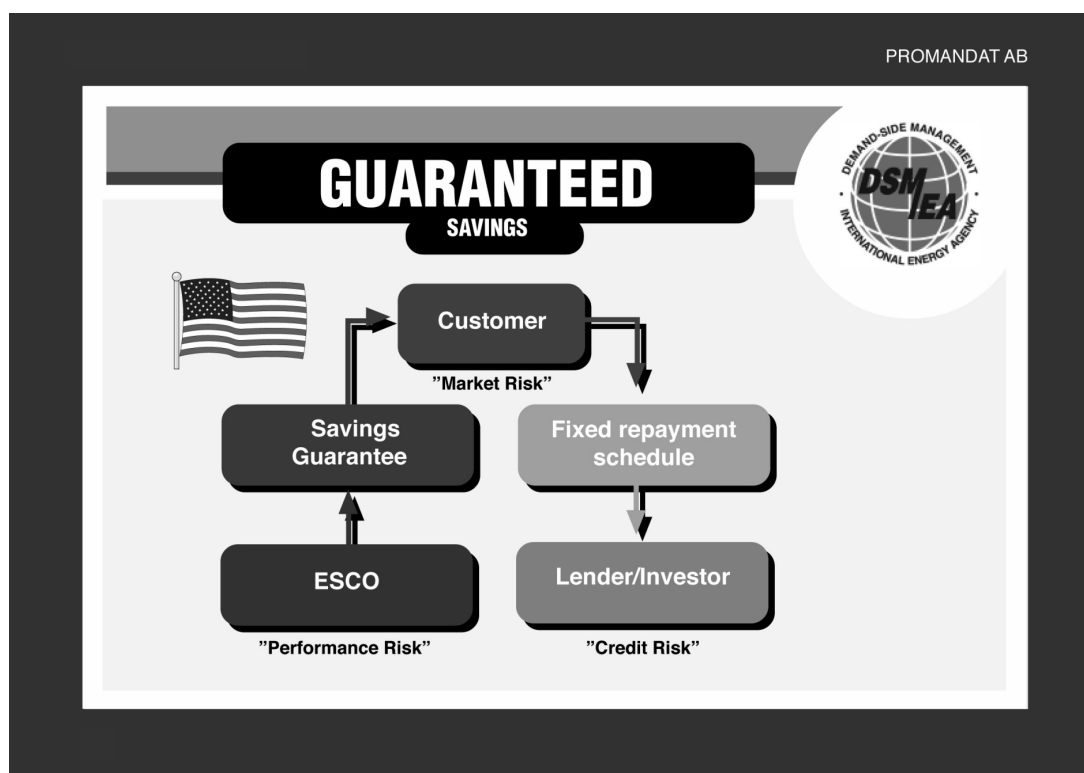 PROMANDAT AB
GUARANTEED
SAVINGS
DEMAND-SIDE MANAGEMENT
DSM
IEA
INTERNATIONAL ENERGY AGENCY
Customer
”Market Risk”
Savings
Guarantee
Fixed repayment
schedule
ESCO
Lender/Investor
”Performance Risk”
”Credit Risk”